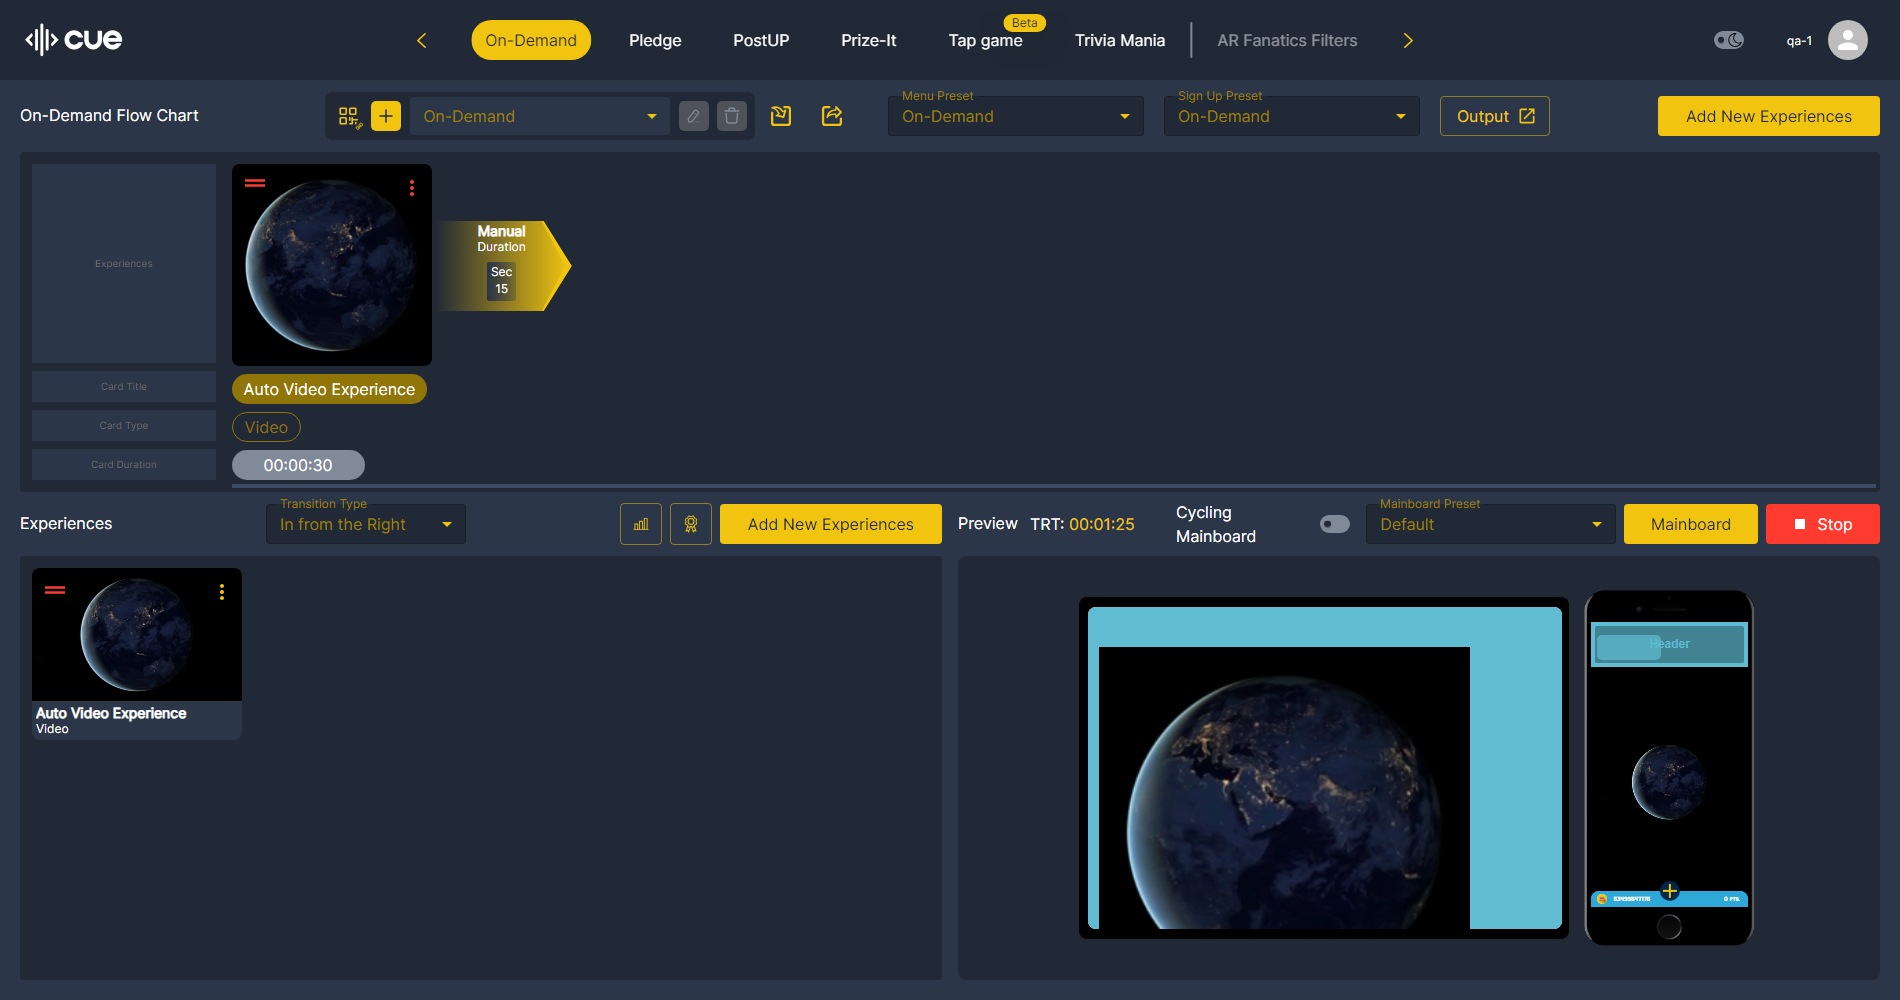 cue
On-Demand
Pledge
PostUP
Prize-It
Tap game
Beta
Trivia Mania
AR Fanatics Filters
qa-1
On-Demand Flow Chart
On-Demand
Menu Preset
On-Demand
Sign Up Preset
On-Demand
Output
Add New Experiences
Experiences
Manual
Duration
Sec
15
Card Title
Auto Video Experience
Card Type
Video
Card Duration
00:00:30
Experiences
Transition Type
In from the Right
Add New Experiences
Preview
TRT: 00:01:25
Cycling
Mainboard
Mainboard Preset
Default
Mainboard
Stop
Auto Video Experience
Video
Header
0 PTS.